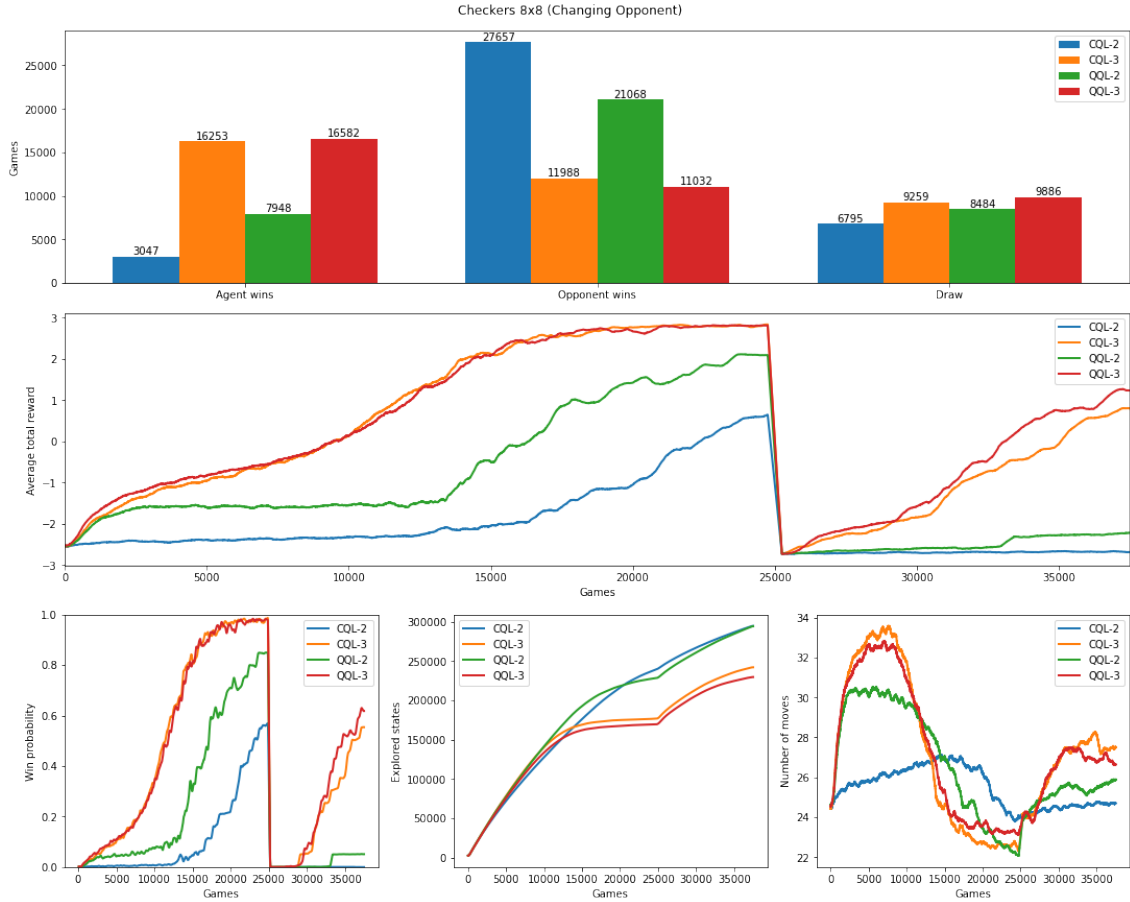 Checkers 8x8 (Changing Opponent)
Games
25000
20000
15000
10000
5000
0
3047
16253
7948
16582
27657
11988
21068
11032
6795
9259
8484
9886
CQL-2
CQL-3
QQL-2
QQL-3
Agent wins
Opponent wins
Draw
Average total reward
3
2
1
0
−1
−2
−3
CQL-2
CQL-3
QQL-2
QQL-3
0
5000
10000
15000
20000
25000
30000
35000
Games
Win probability
1.0
0.8
0.6
0.4
0.2
0.0
CQL-2
CQL-3
QQL-2
QQL-3
0
5000
10000
15000
20000
25000
30000
35000
Games
Explored states
300000
250000
200000
150000
100000
50000
0
CQL-2
CQL-3
QQL-2
QQL-3
0
5000
10000
15000
20000
25000
30000
35000
Games
Number of moves
34
32
30
28
26
24
22
CQL-2
CQL-3
QQL-2
QQL-3
0
5000
10000
15000
20000
25000
30000
35000
Games